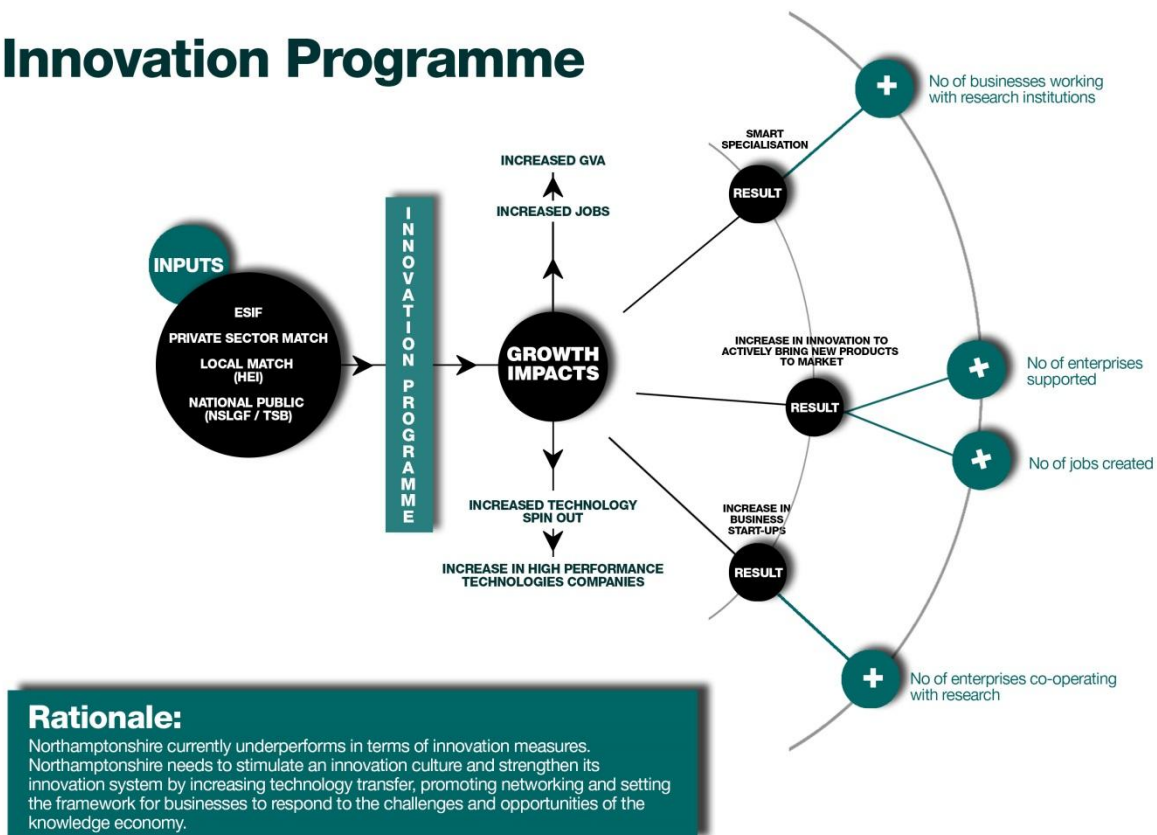 Innovation Programme
INPUTS
ESIF
PRIVATE SECTOR MATCH
LOCAL MATCH
(HEI)
NATIONAL PUBLIC
(NSLGF / TSB)
INNOVATION PROGRAMME
INCREASED GVA
INCREASED JOBS
GROWTH
IMPACTS
INCREASED TECHNOLOGY
SPIN OUT
INCREASE IN HIGH PERFORMANCE
TECHNOLOGIES COMPANIES
SMART
SPECIALISATION
RESULT
+
No of businesses working
with research institutions
INCREASE IN INNOVATION TO
ACTIVELY BRING NEW PRODUCTS
TO MARKET
RESULT
+
No of enterprises
supported
+
No of jobs created
INCREASE IN
BUSINESS
START-UPS
RESULT
+
No of enterprises co-operating
with research
Rationale:
Northamptonshire currently underperforms in terms of innovation measures.
Northamptonshire needs to stimulate an innovation culture and strengthen its
innovation system by increasing technology transfer, promoting networking and setting
the framework for businesses to respond to the challenges and opportunities of the
knowledge economy.